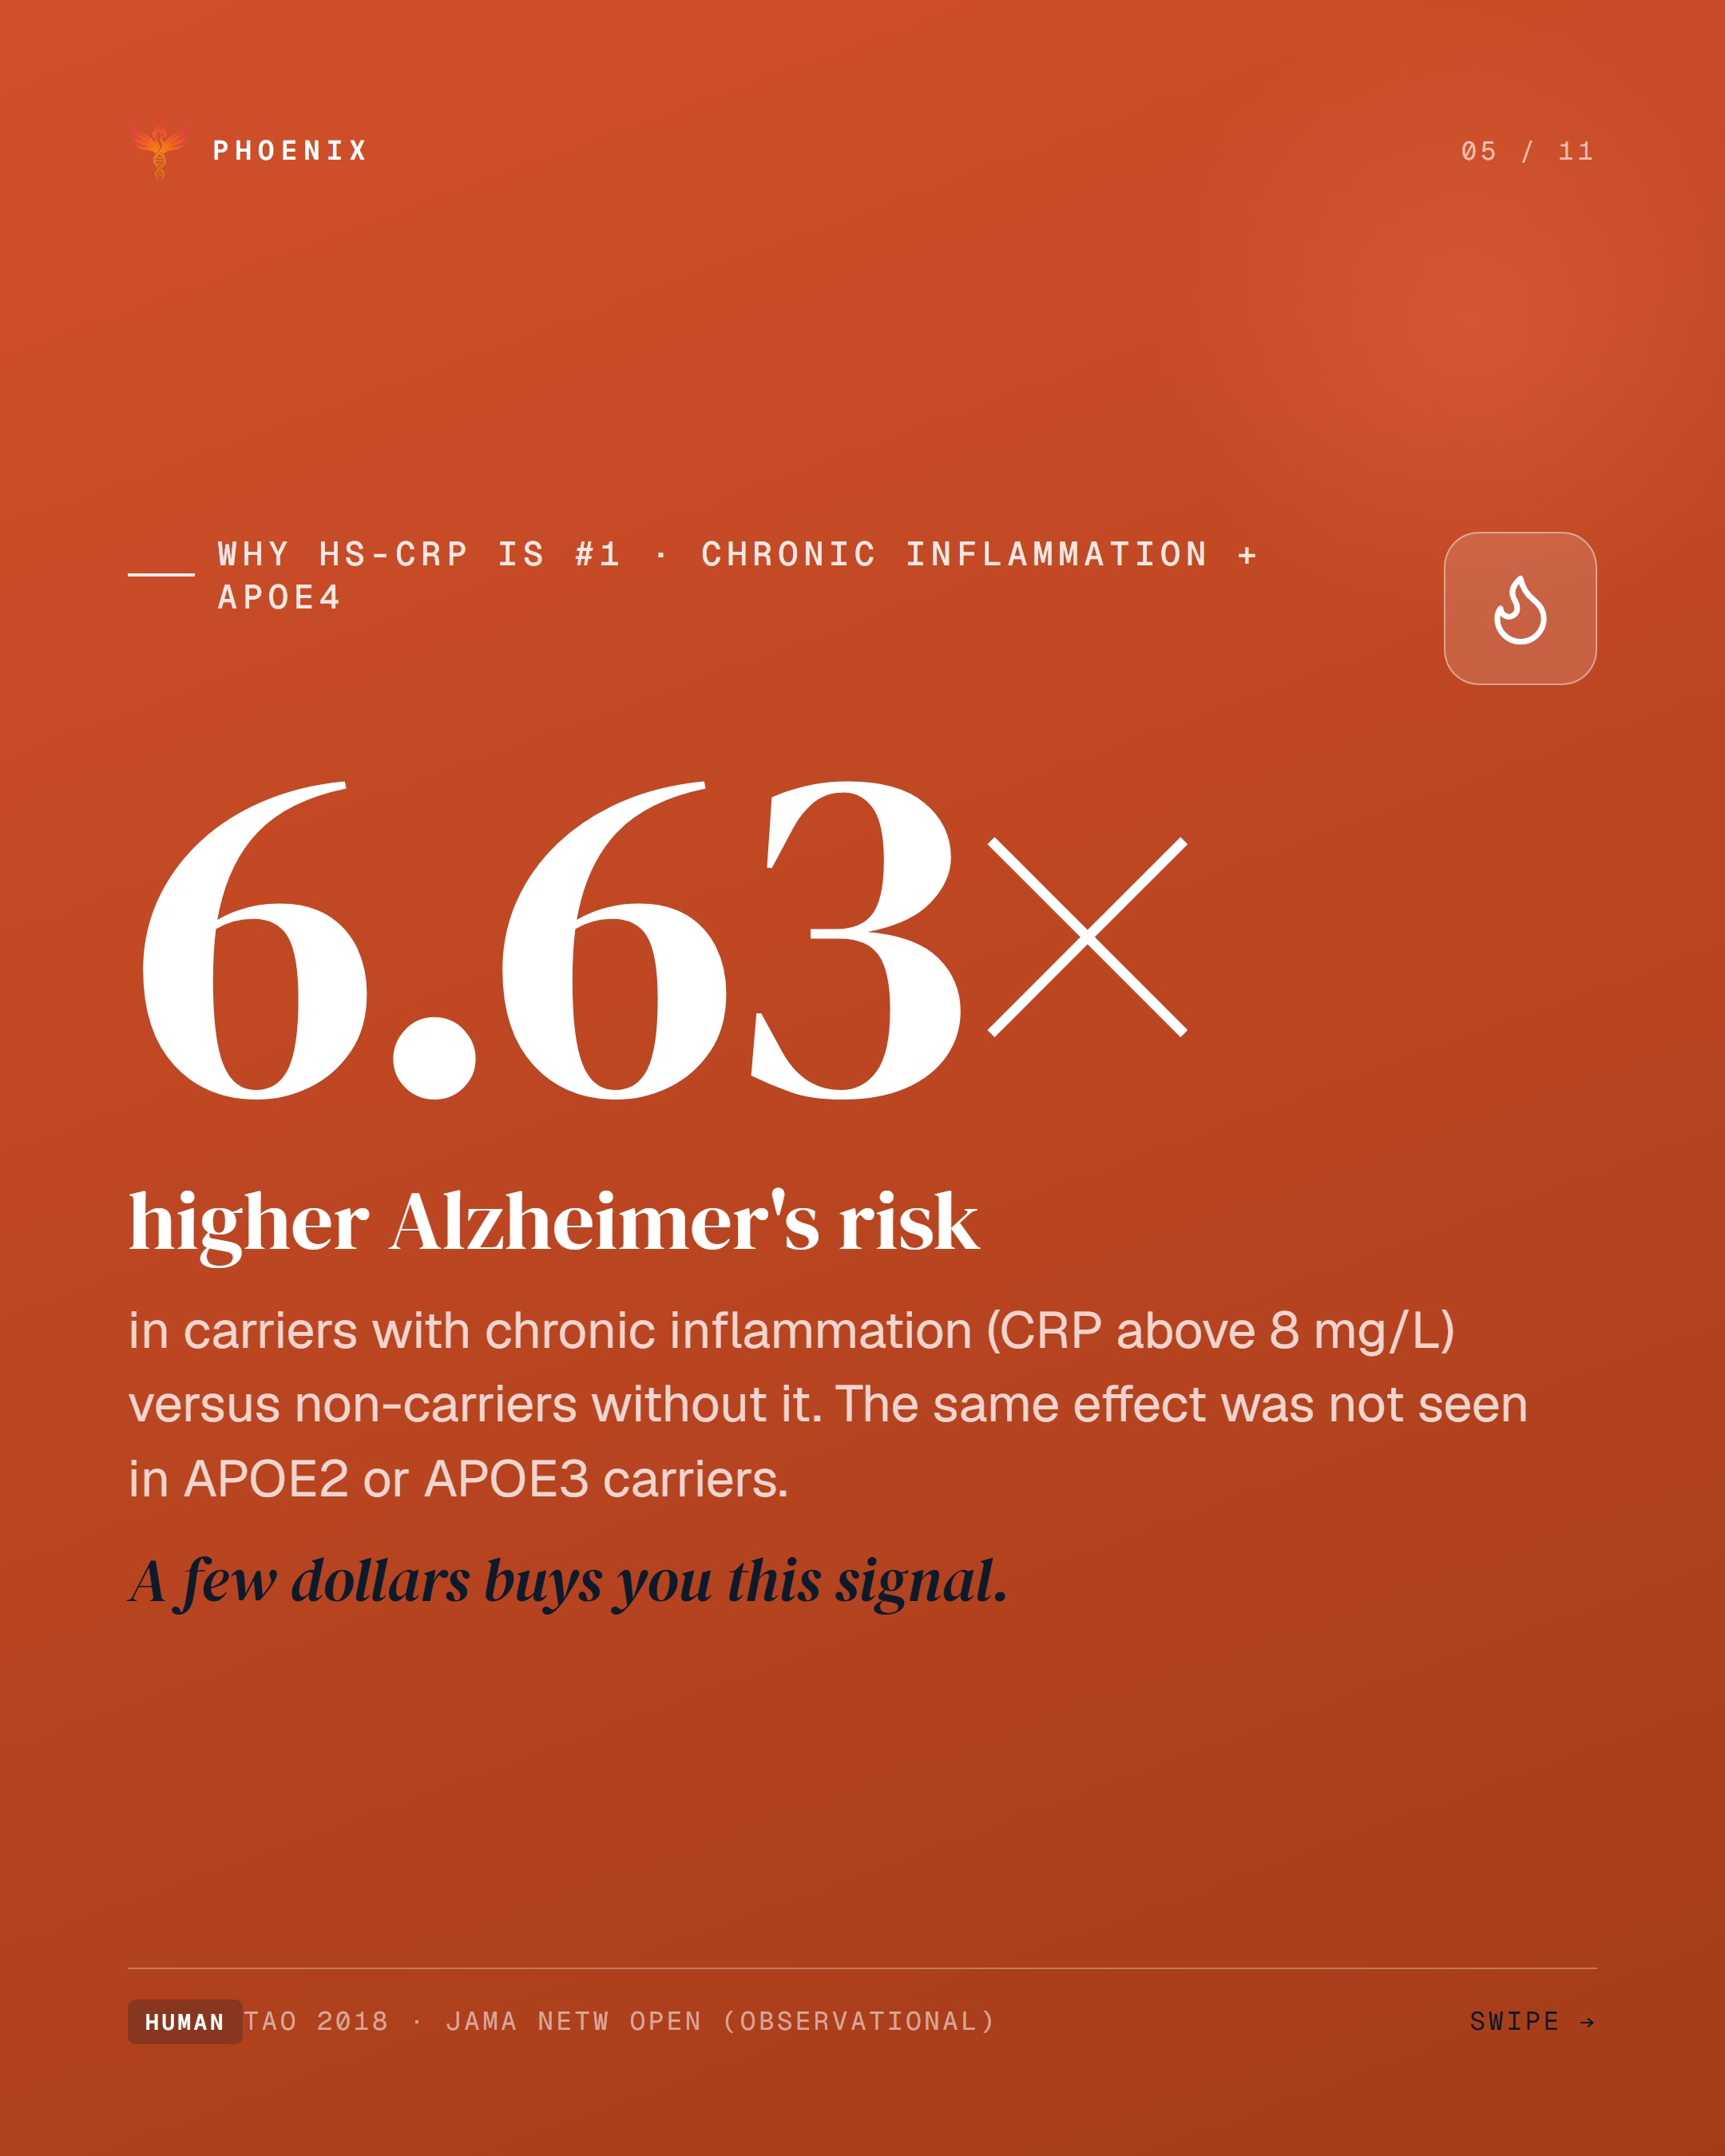 PHOENIX
05 / 11
WHY HS-CRP IS #1 · CHRONIC INFLAMMATION +
APOE4
6.63×
higher Alzheimer's risk
in carriers with chronic inflammation (CRP above 8 mg/L)
versus non-carriers without it. The same effect was not seen
in APOE2 or APOE3 carriers.
A few dollars buys you this signal.
HUMAN TAO 2018 · JAMA NETW OPEN (OBSERVATIONAL)
SWIPE →